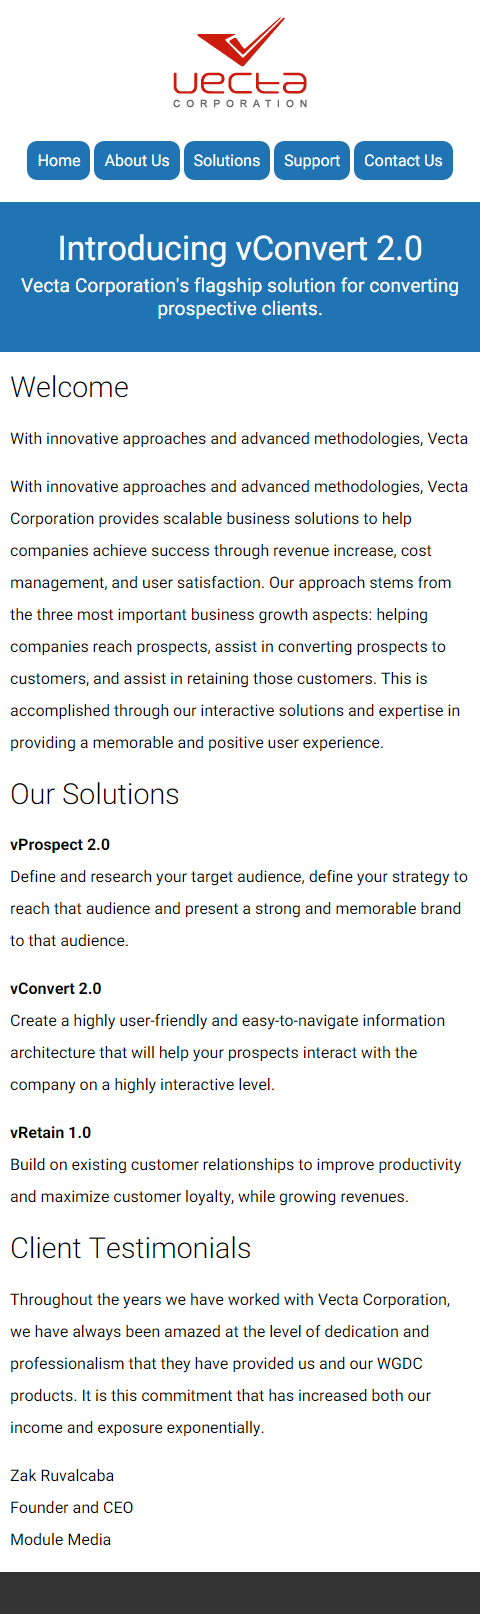 vecta
CORPORATION
Home About Us Solutions Support Contact Us
Introducing vConvert 2.0
Vecta Corporation's flagship solution for converting
prospective clients.
Welcome
With innovative approaches and advanced methodologies, Vecta
With innovative approaches and advanced methodologies, Vecta
Corporation provides scalable business solutions to help
companies achieve success through revenue increase, cost
management, and user satisfaction. Our approach stems from
the three most important business growth aspects: helping
companies reach prospects, assist in converting prospects to
customers, and assist in retaining those customers. This is
accomplished through our interactive solutions and expertise in
providing a memorable and positive user experience.
Our Solutions
vProspect 2.0
Define and research your target audience, define your strategy to
reach that audience and present a strong and memorable brand
to that audience.
vConvert 2.0
Create a highly user-friendly and easy-to-navigate information
architecture that will help your prospects interact with the
company on a highly interactive level.
vRetain 1.0
Build on existing customer relationships to improve productivity
and maximize customer loyalty, while growing revenues.
Client Testimonials
Throughout the years we have worked with Vecta Corporation,
we have always been amazed at the level of dedication and
professionalism that they have provided us and our WGDC
products. It is this commitment that has increased both our
income and exposure exponentially.
Zak Ruvalcaba
Founder and CEO
Module Media